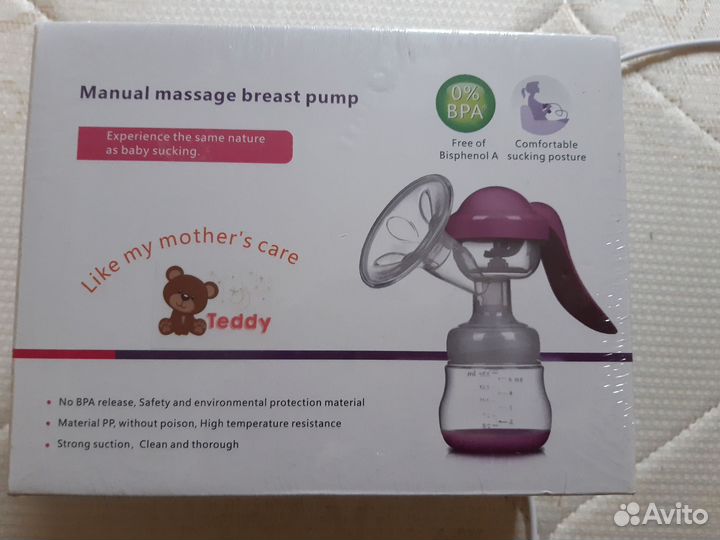 Manual massage breast pump
Experience the same nature
as baby sucking.
0%
BPA
Free of
Bisphenol A
Comfortable
sucking posture
Like my mother's care
Teddy
• No BPA release, Safety and environmental protection material
• Material PP, without poison, High temperature resistance
• Strong suction, Clean and thorough
Avito